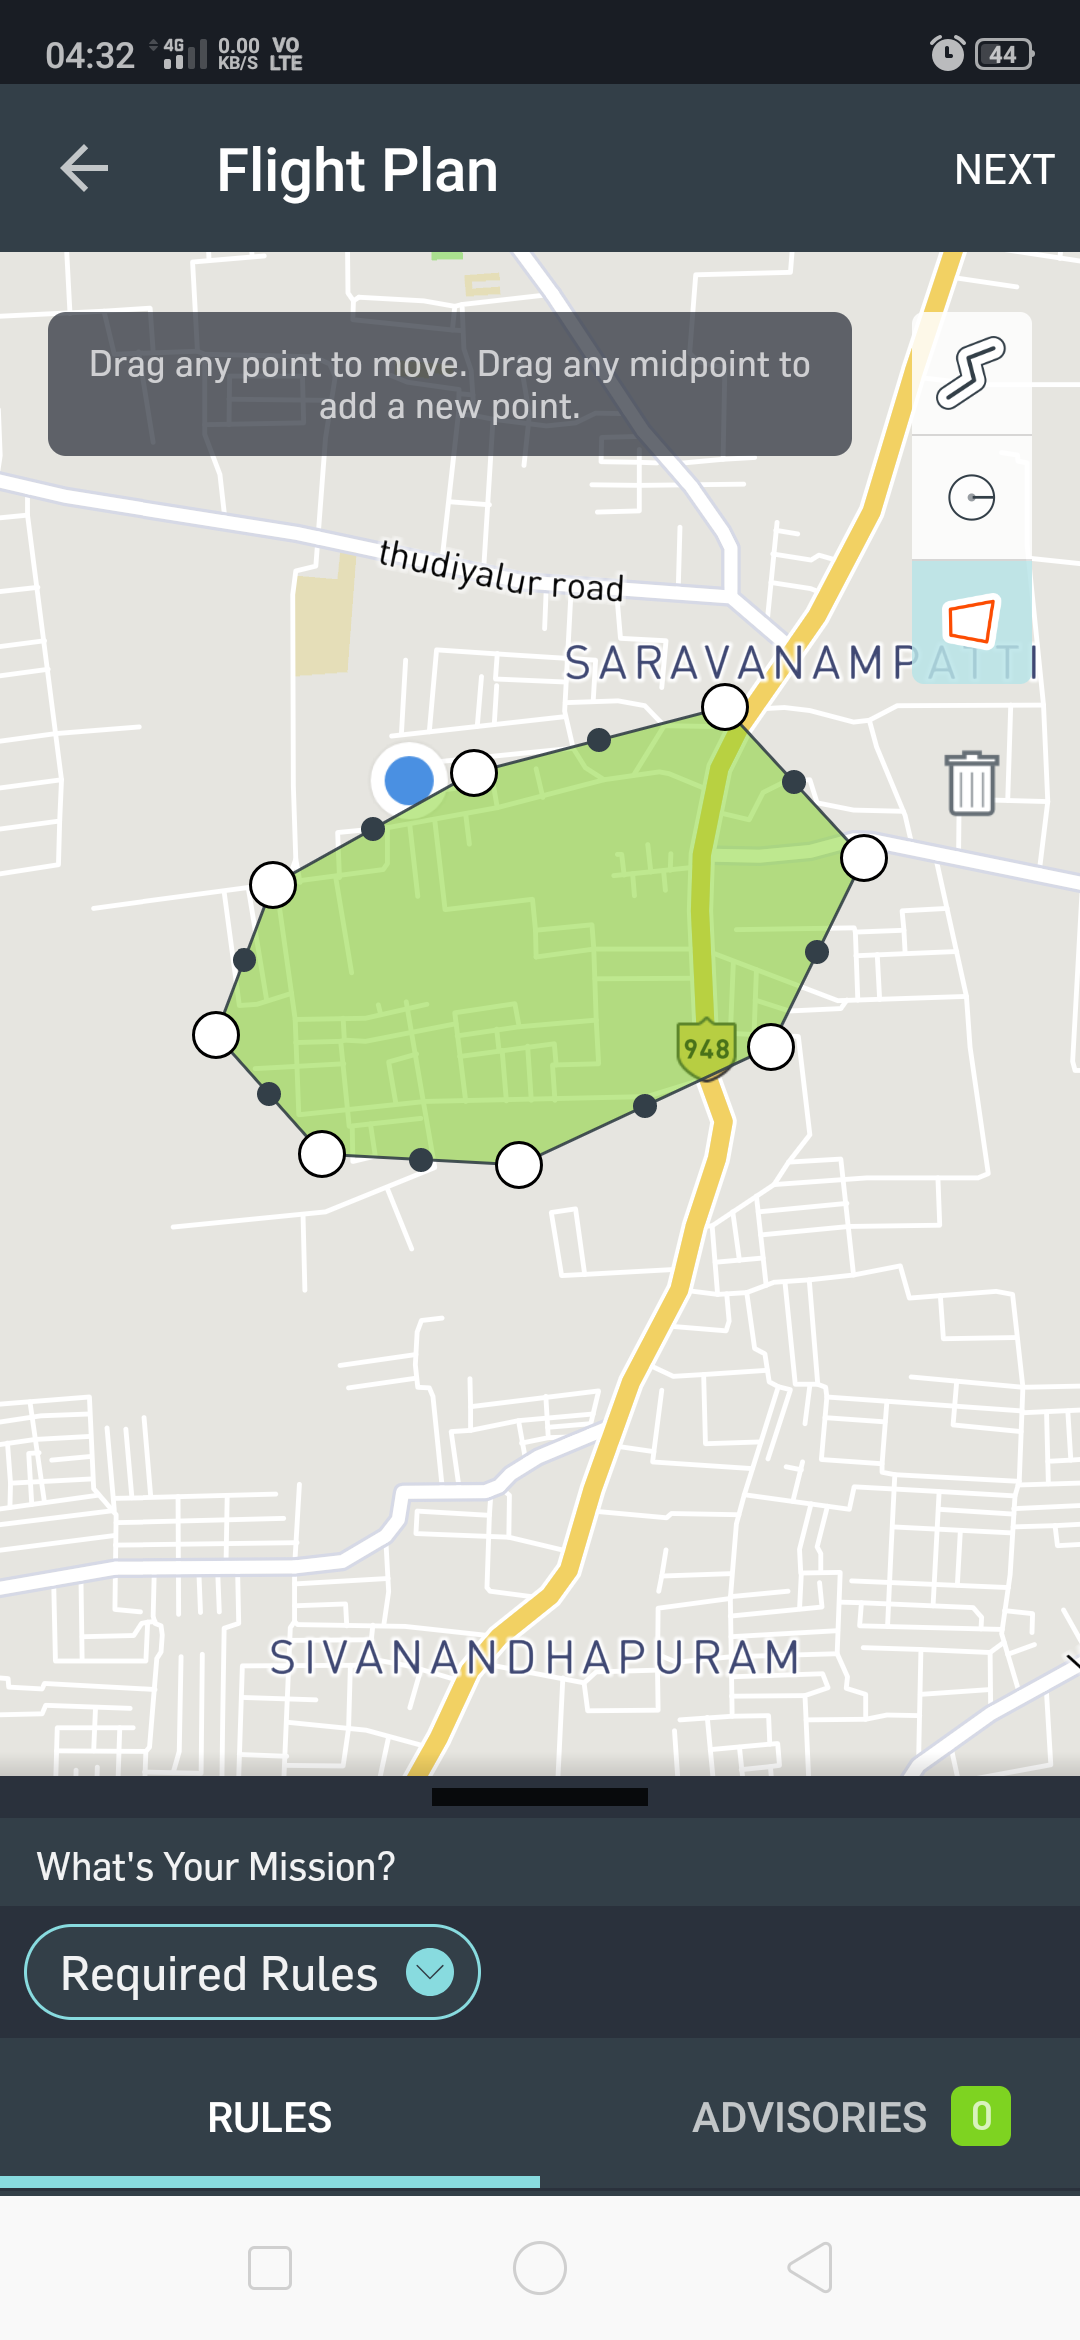 04:32 4G 0.00 KB/S VO LTE 44
Flight Plan NEXT
Drag any point to move. Drag any midpoint to
add a new point.
thudiyalur road
SARAVANAMPATTI
948
SIVANANDHAPURAM
What's Your Mission?
Required Rules
RULES ADVISORIES 0